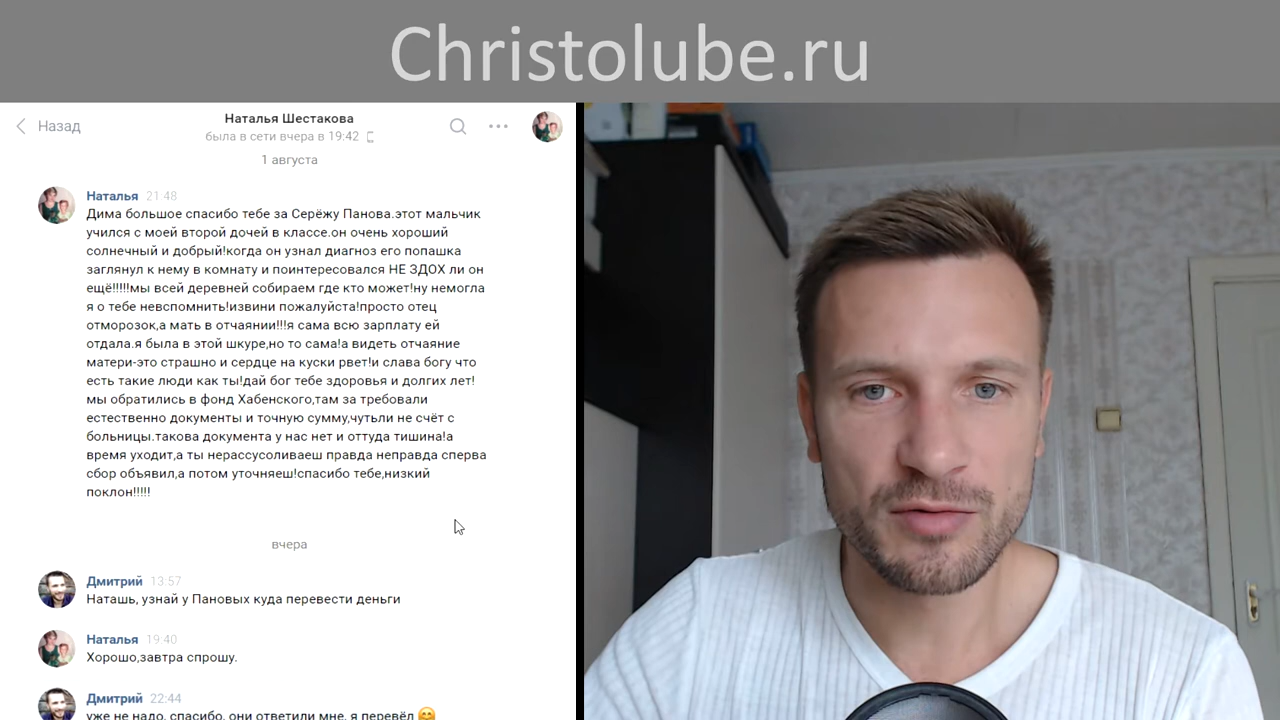 Christolube.ru
Назад
Наталья Шестакова
была в сети вчера в 19:42
1 августа
Наталья 21:48
Дима большое спасибо тебе за Серёжу Панова.этот мальчик
учился с моей второй дочей в классе.он очень хороший
солнечный и добрый!когда он узнал диагноз его попашка
заглянул к нему в комнату и поинтересовался НЕ ЗДОХ ли он
ещё!!!!!мы всей деревней собираем где кто может!ну немогла
я о тебе невспомнить!извини пожалуйста!просто отец
отморозок,а мать в отчаянии!!!я сама всю зарплату ей
отдала.я была в этой шкуре,но то сама!а видеть отчаяние
матери-это страшно и сердце на куски рвет!и слава богу что
есть такие люди как ты!дай бог тебе здоровья и долгих лет!
мы обратились в фонд Хабенского,там за требовали
естественно документы и точную сумму,чутьли не счёт с
больницы.такова документа у нас нет и оттуда тишина!а
время уходит,а ты нерассусоливаеш правда неправда сперва
сбор объявил,а потом уточняеш!спасибо тебе,низкий
поклон!!!!!
вчера
Дмитрий 13:57
Наташь, узнай у Пановых куда перевести деньги
Наталья 19:40
Хорошо,завтра спрошу.
Дмитрий 22:44
уже не надо, спасибо, они ответили мне, я перевёл 😊